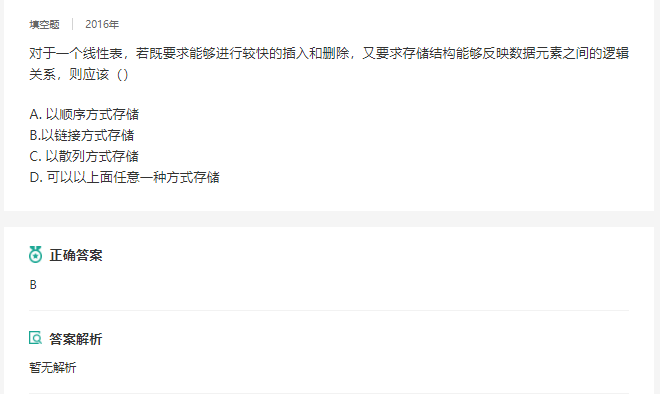 填空题 | 2016年
对于一个线性表，若既要求能够进行较快的插入和删除，又要求存储结构能够反映数据元素之间的逻辑
关系，则应该（）
A. 以顺序方式存储
B.以链接方式存储
C. 以散列方式存储
D. 可以以上面任意一种方式存储
正确答案
B
答案解析
暂无解析